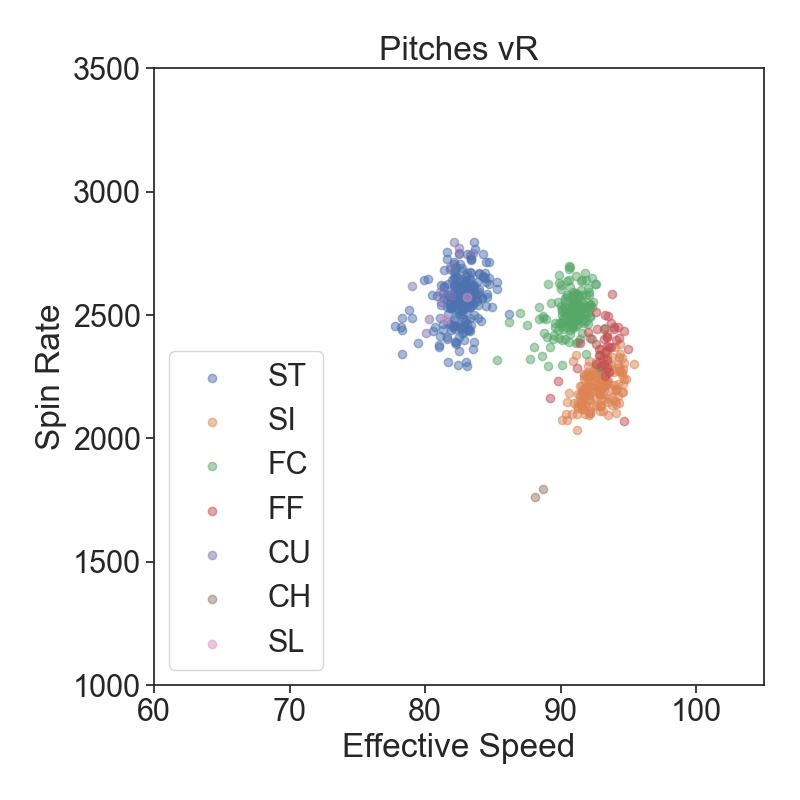 Pitches vR
3500
3000
2500
2000
1500
1000
Spin Rate
ST
SI
FC
FF
CU
CH
SL
60 70 80 90 100
Effective Speed